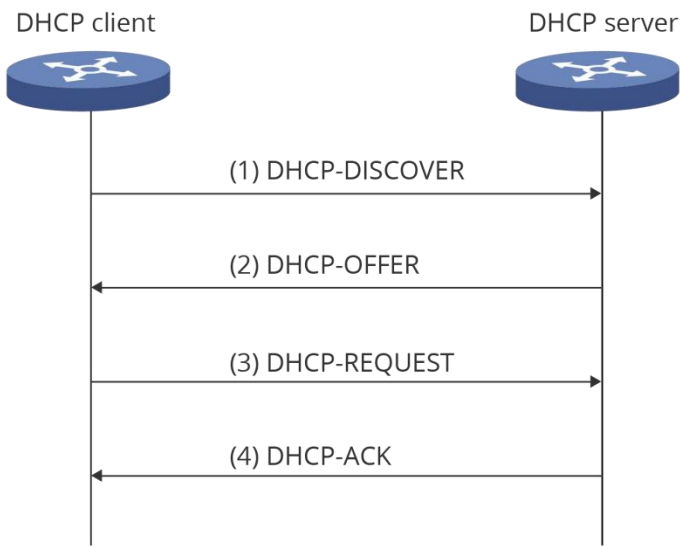 DHCP client
DHCP server
(1) DHCP-DISCOVER
(2) DHCP-OFFER
(3) DHCP-REQUEST
(4) DHCP-ACK